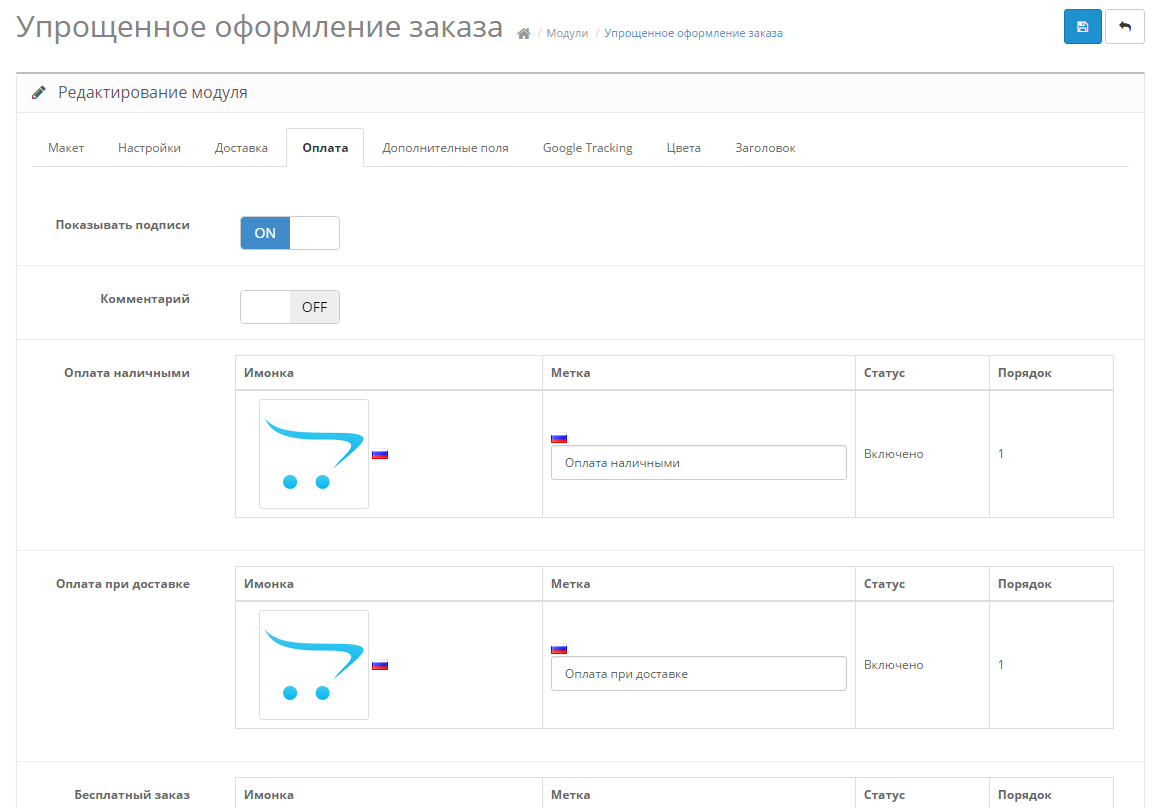 Упрощенное оформление заказа / Модули / Упрощенное оформление заказа
Редактирование модуля
Макет Настройки Доставка Оплата Дополнителные поля Google Tracking Цвета Заголовок
Показывать подписи ON
Комментарий OFF
Оплата наличными Имонка Метка Статус Порядок
Оплата наличными Включено 1
Оплата при доставке Имонка Метка Статус Порядок
Оплата при доставке Включено 1
Бесплатный заказ Имонка Метка Статус Порядок